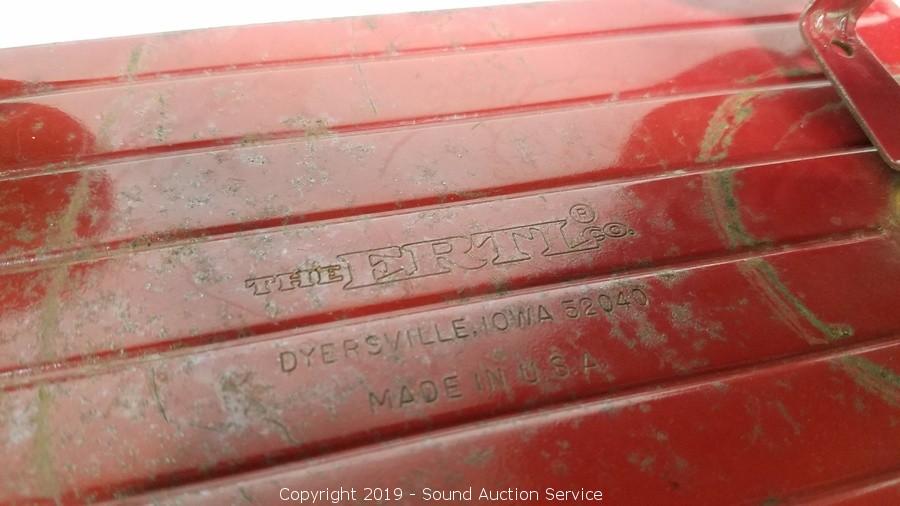 THE ERTL® CO.
DYERSVILLE, IOWA 52040
MADE IN U.S.A.
Copyright 2019 - Sound Auction Service